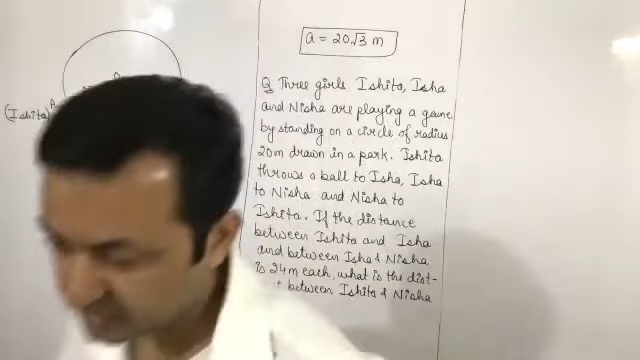 a = 20√3 m
Q Three girls Ishita, Isha
and Nisha are playing a game
by standing on a circle of radius
20m drawn in a park. Ishita
throws a ball to Isha, Isha
to Nisha and Nisha to
Ishita. If the distance
between Ishita and Isha
and between Isha & Nisha
is 24m each, what is the dist-
between Ishita & Nisha
(Ishita) A